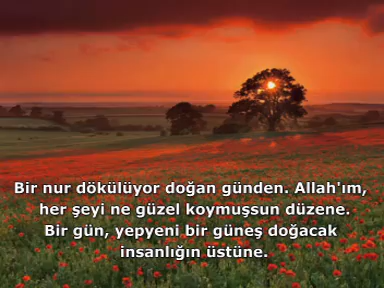 Bir nur dökülüyor doğan günden. Allah'ım,
her şeyi ne güzel koymuşsun düzene.
Bir gün, yepyeni bir güneş doğacak
insanlığın üstüne.